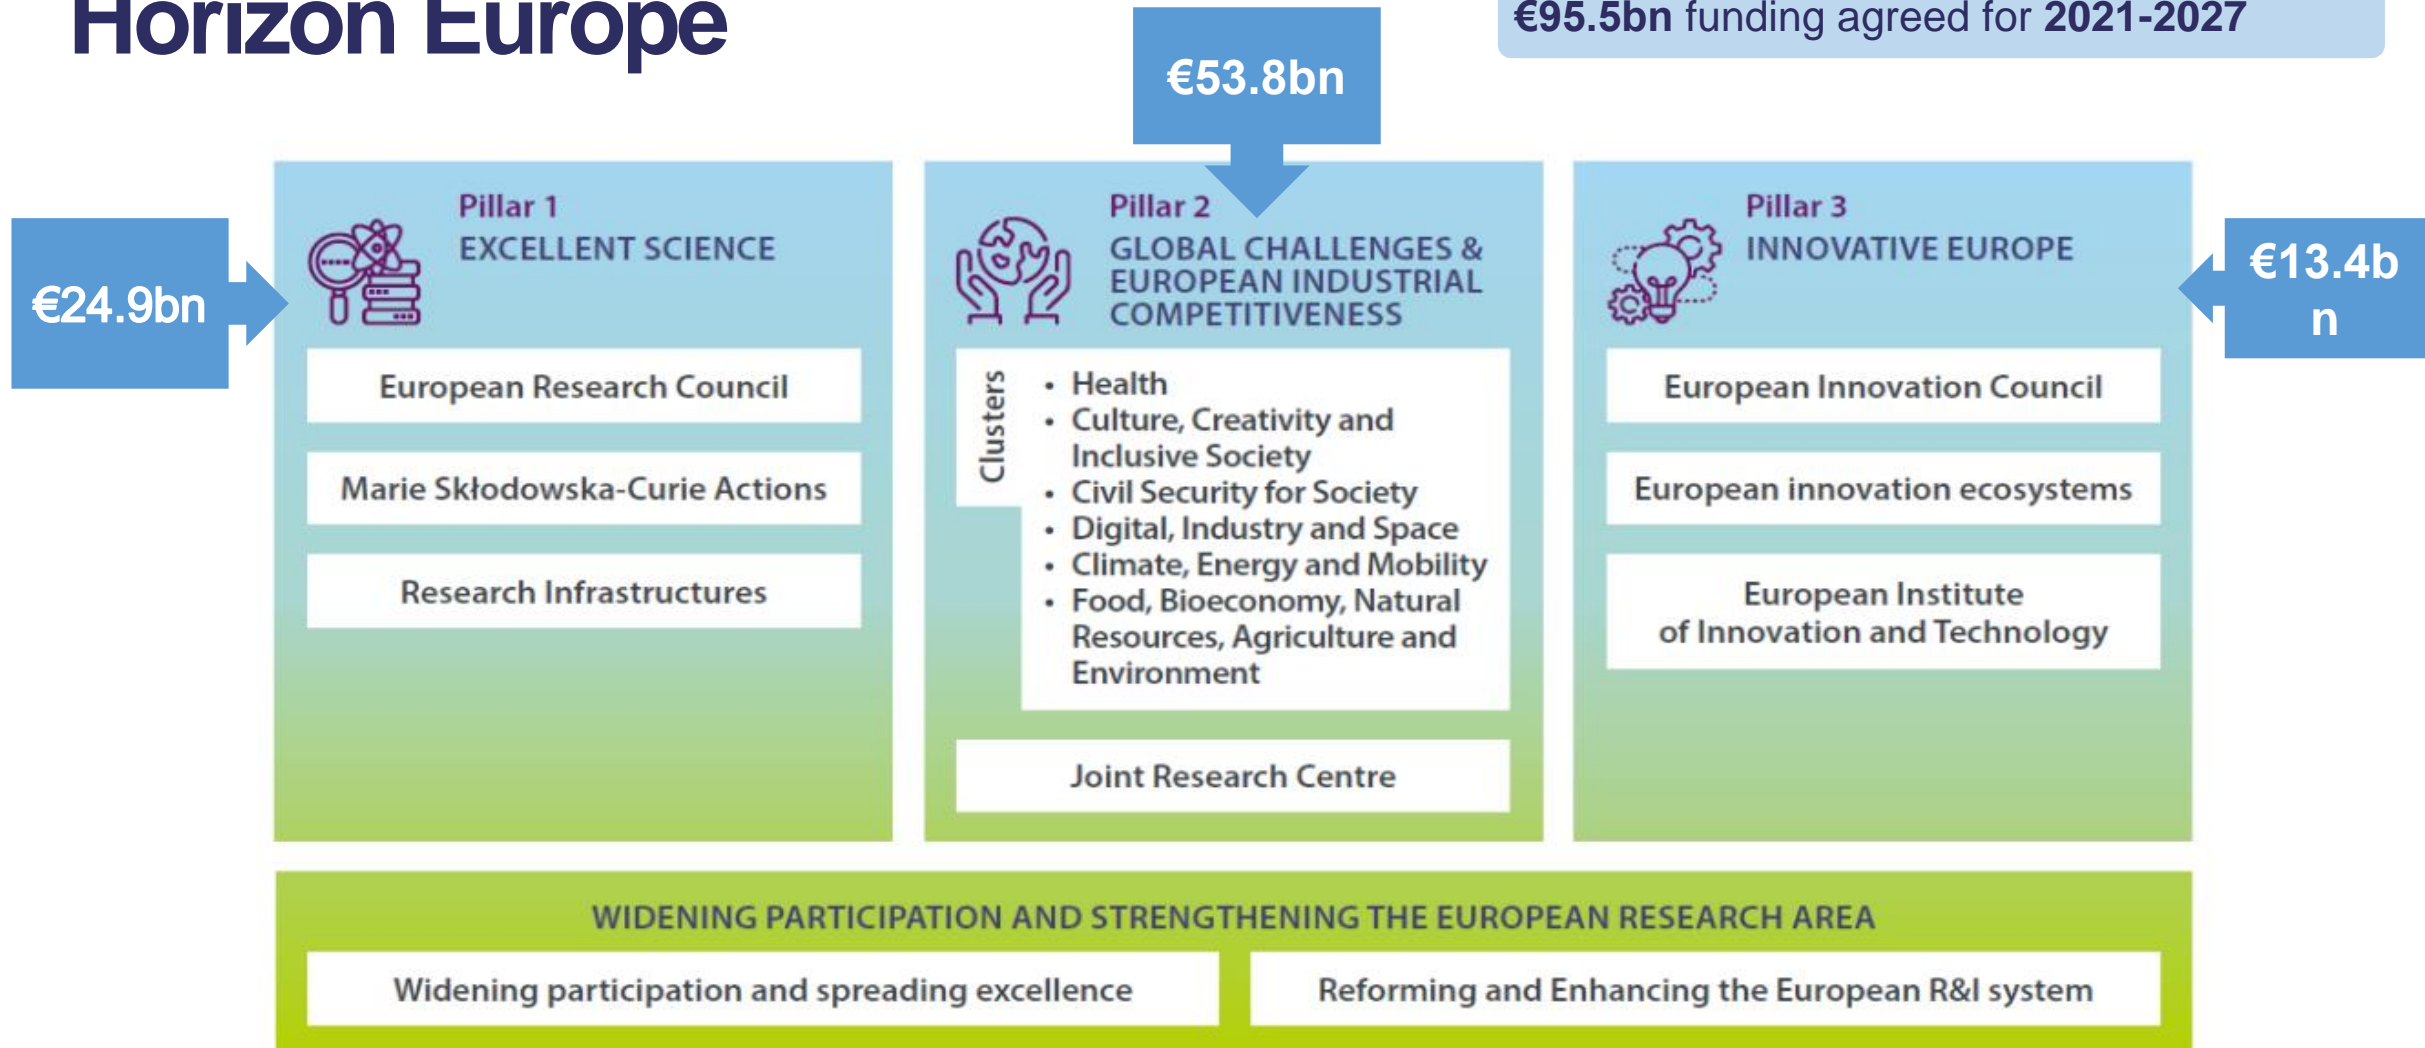 Horizon Europe
€95.5bn funding agreed for 2021-2027
€53.8bn
€24.9bn
Pillar 1
EXCELLENT SCIENCE
European Research Council
Marie Skłodowska-Curie Actions
Research Infrastructures
Pillar 2
GLOBAL CHALLENGES &
EUROPEAN INDUSTRIAL
COMPETITIVENESS
Clusters
• Health
• Culture, Creativity and
Inclusive Society
• Civil Security for Society
• Digital, Industry and Space
• Climate, Energy and Mobility
• Food, Bioeconomy, Natural
Resources, Agriculture and
Environment
Joint Research Centre
Pillar 3
INNOVATIVE EUROPE
European Innovation Council
European innovation ecosystems
European Institute
of Innovation and Technology
€13.4b
n
WIDENING PARTICIPATION AND STRENGTHENING THE EUROPEAN RESEARCH AREA
Widening participation and spreading excellence
Reforming and Enhancing the European R&I system